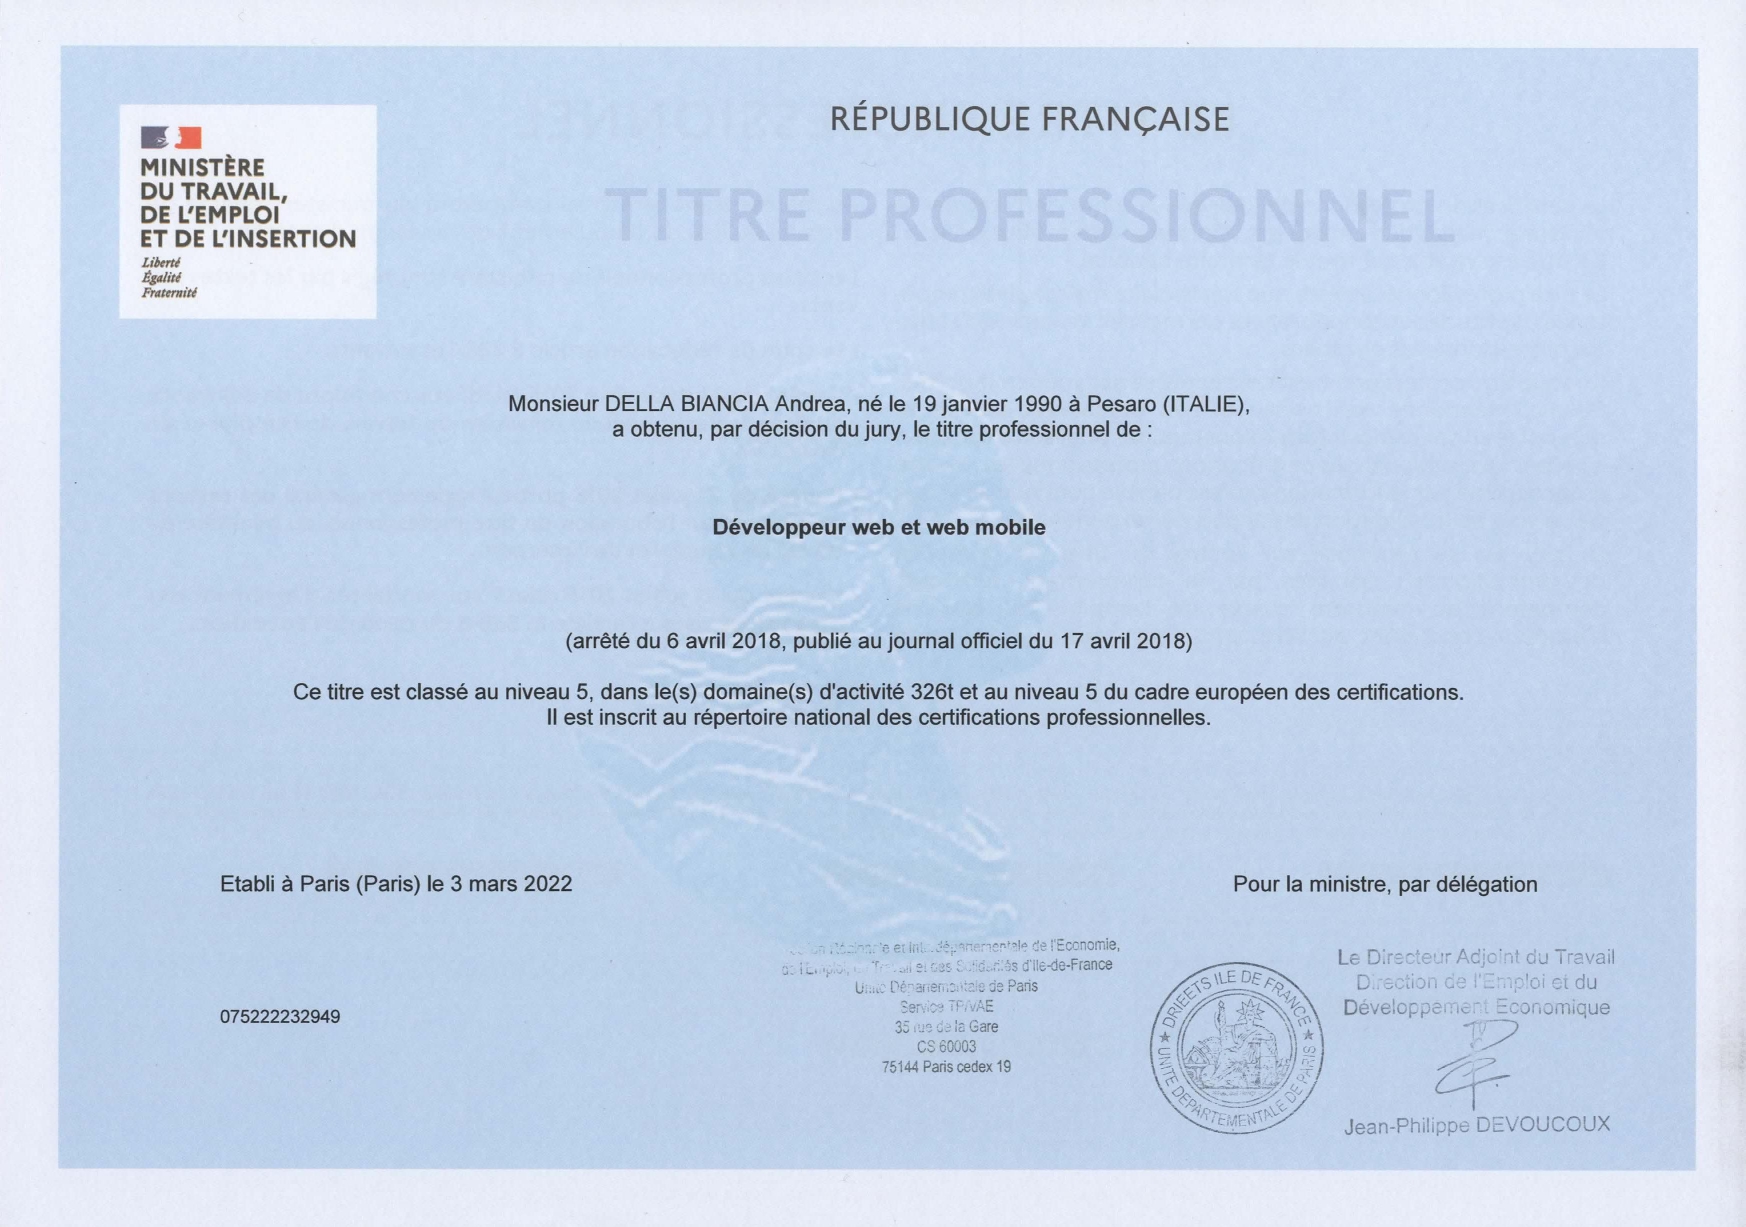 RÉPUBLIQUE FRANÇAISE
MINISTÈRE
DU TRAVAIL,
DE L'EMPLOI
ET DE L'INSERTION
Liberté
Égalité
Fraternité
TITRE PROFESSIONNEL
Monsieur DELLA BIANCIA Andrea, né le 19 janvier 1990 à Pesaro (ITALIE),
a obtenu, par décision du jury, le titre professionnel de :
Développeur web et web mobile
(arrêté du 6 avril 2018, publié au journal officiel du 17 avril 2018)
Ce titre est classé au niveau 5, dans le(s) domaine(s) d'activité 326t et au niveau 5 du cadre européen des certifications.
Il est inscrit au répertoire national des certifications professionnelles.
Etabli à Paris (Paris) le 3 mars 2022
Pour la ministre, par délégation
et Interdépartementale de l'Economie,
de l'Emploi, du Travail et des Solidarités d'Ile-de-France
Unité Départementale de Paris
Service TP/VAE
35 rue de la Gare
CS 60003
75144 Paris cedex 19
075222232949
DRIEETS ILE DE FRANCE
UNITE DEPARTEMENTALE DE PARIS
Le Directeur Adjoint du Travail
Direction de l'Emploi et du
Développement Economique
Jean-Philippe DEVOUCOUX